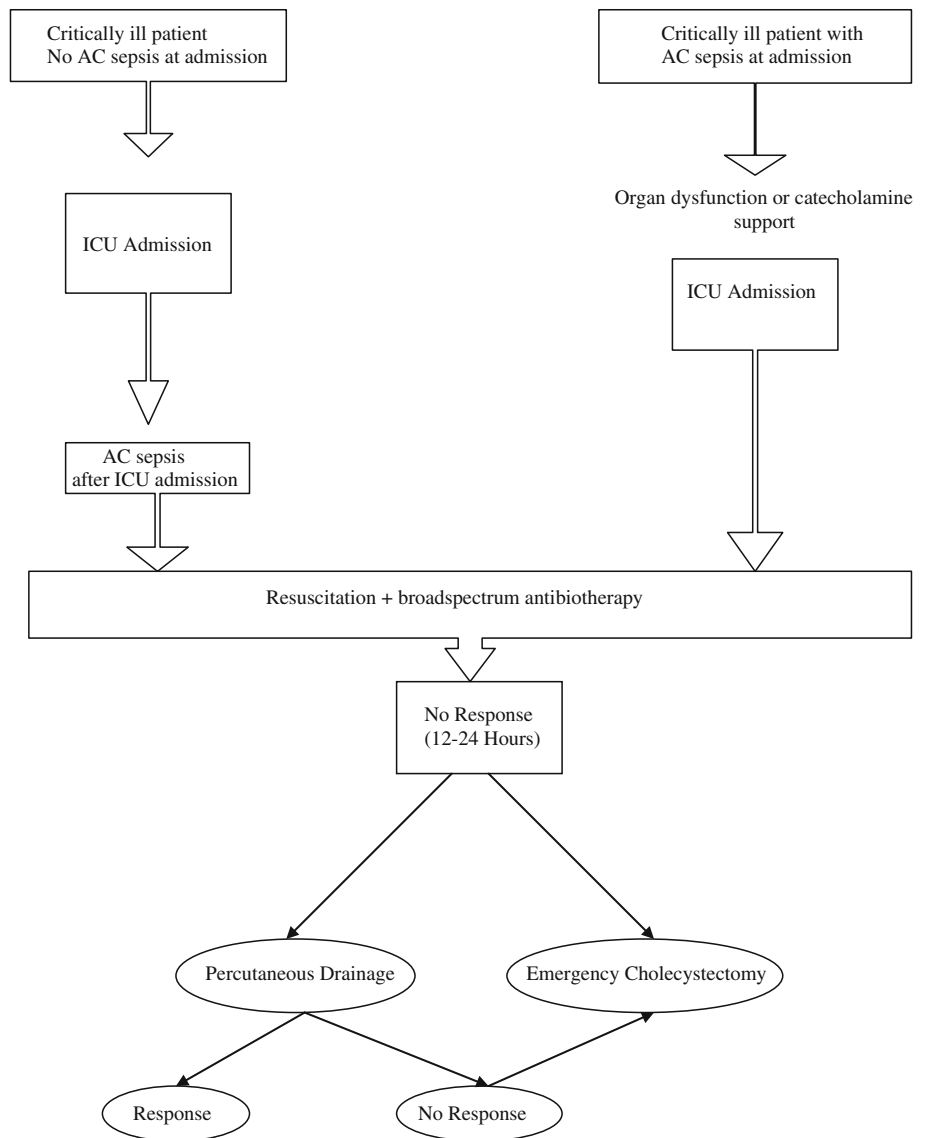 Critically ill patient
No AC sepsis at admission
Critically ill patient with
AC sepsis at admission
Organ dysfunction or catecholamine
support
ICU Admission
ICU Admission
AC sepsis
after ICU admission
Resuscitation + broadspectrum antibiotherapy
No Response
(12-24 Hours)
Percutaneous Drainage
Emergency Cholecystectomy
Response
No Response